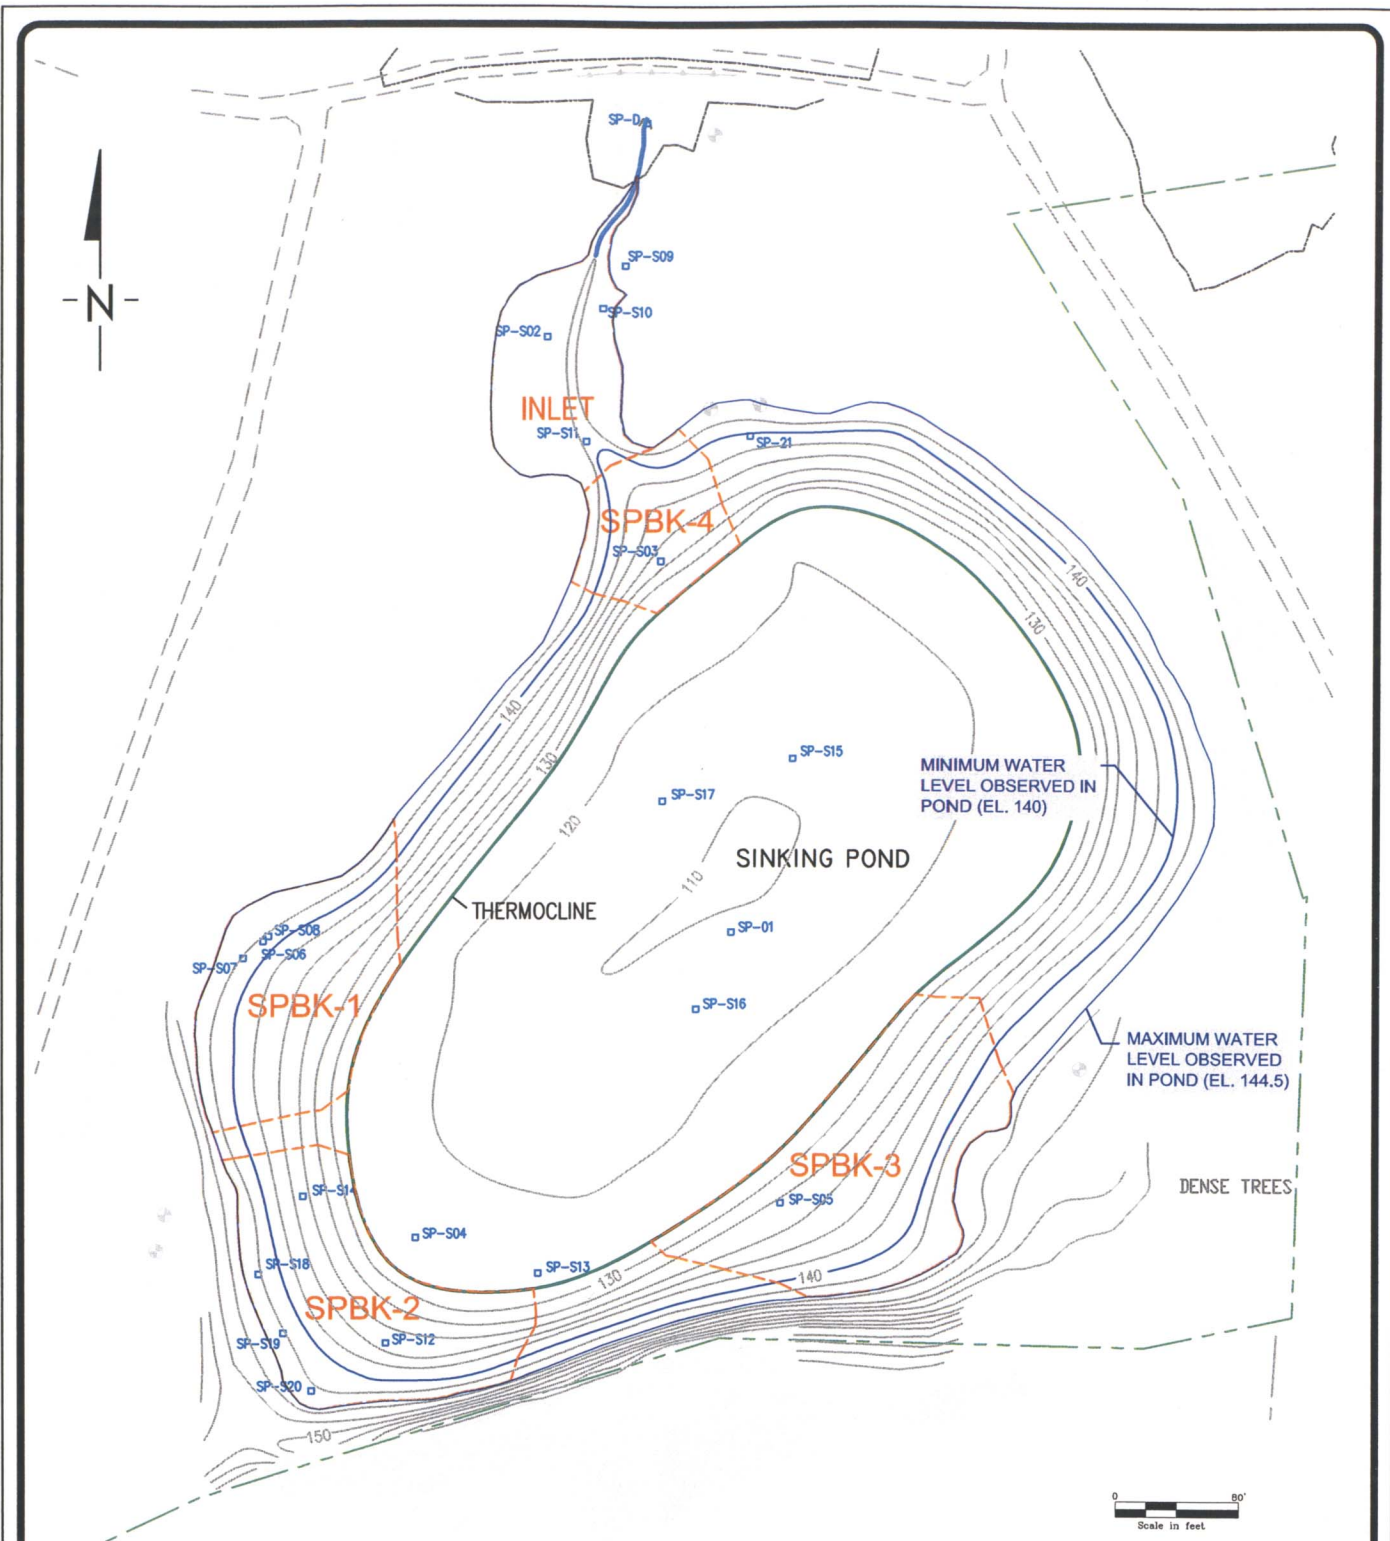 SP-DA
SP-S09
N
SP-S10
SP-S02
INLET
SP-S11
SP-21
SPBK-4
SP-S03
140
130
140
130
SP-S15
MINIMUM WATER
LEVEL OBSERVED IN
POND (EL. 140)
SP-S17
120
SINKING POND
110
THERMOCLINE
SP-01
SP-S08
SP-S06
SP-S07
SPBK-1
SP-S16
MAXIMUM WATER
LEVEL OBSERVED
IN POND (EL. 144.5)
SPBK-3
DENSE TREES
SP-S14
SP-S05
SP-S04
SP-S18
SP-S13
130
140
SPBK-2
SP-S19
SP-S12
SP-S20
150
0 80'
Scale in feet